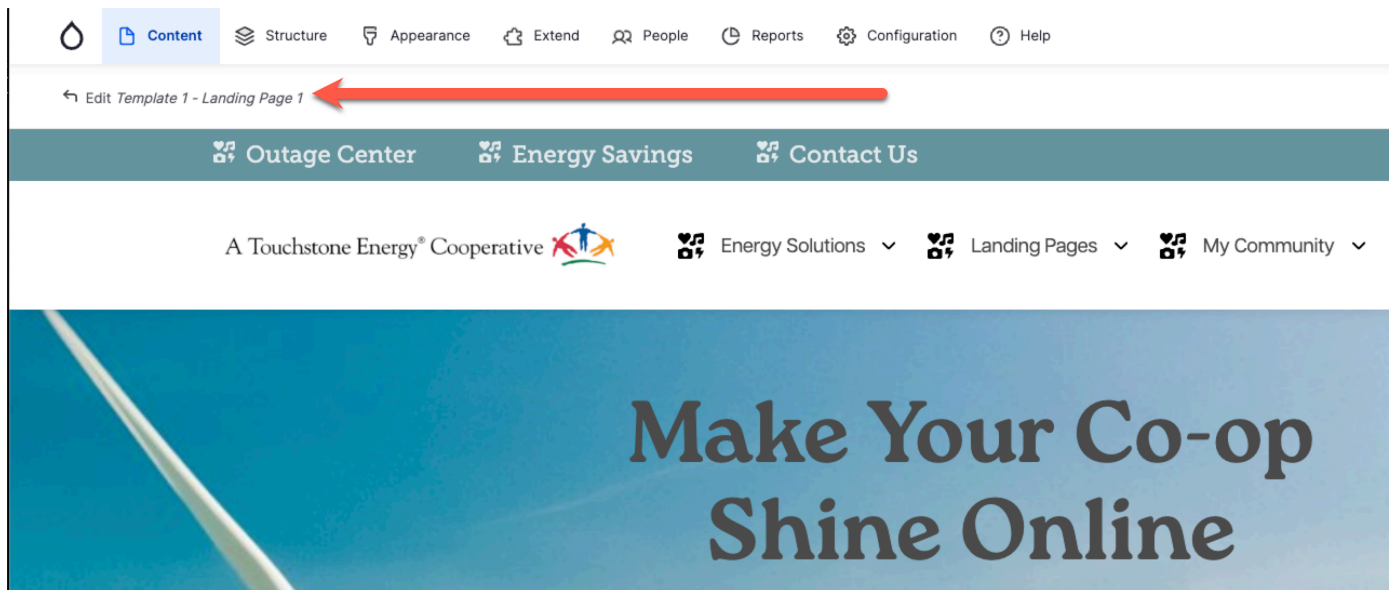 Content Structure Appearance Extend People Reports Configuration Help
Edit Template 1 - Landing Page 1
Outage Center Energy Savings Contact Us
A Touchstone Energy® Cooperative Energy Solutions Landing Pages My Community
Make Your Co-op
Shine Online